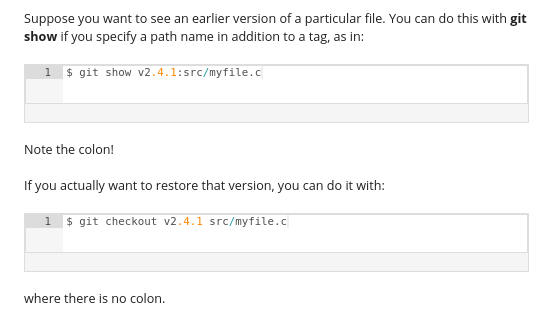 Suppose you want to see an earlier version of a particular file. You can do this with git
show if you specify a path name in addition to a tag, as in:
1 $ git show v2.4.1:src/myfile.c
Note the colon!
If you actually want to restore that version, you can do it with:
1 $ git checkout v2.4.1 src/myfile.c
where there is no colon.